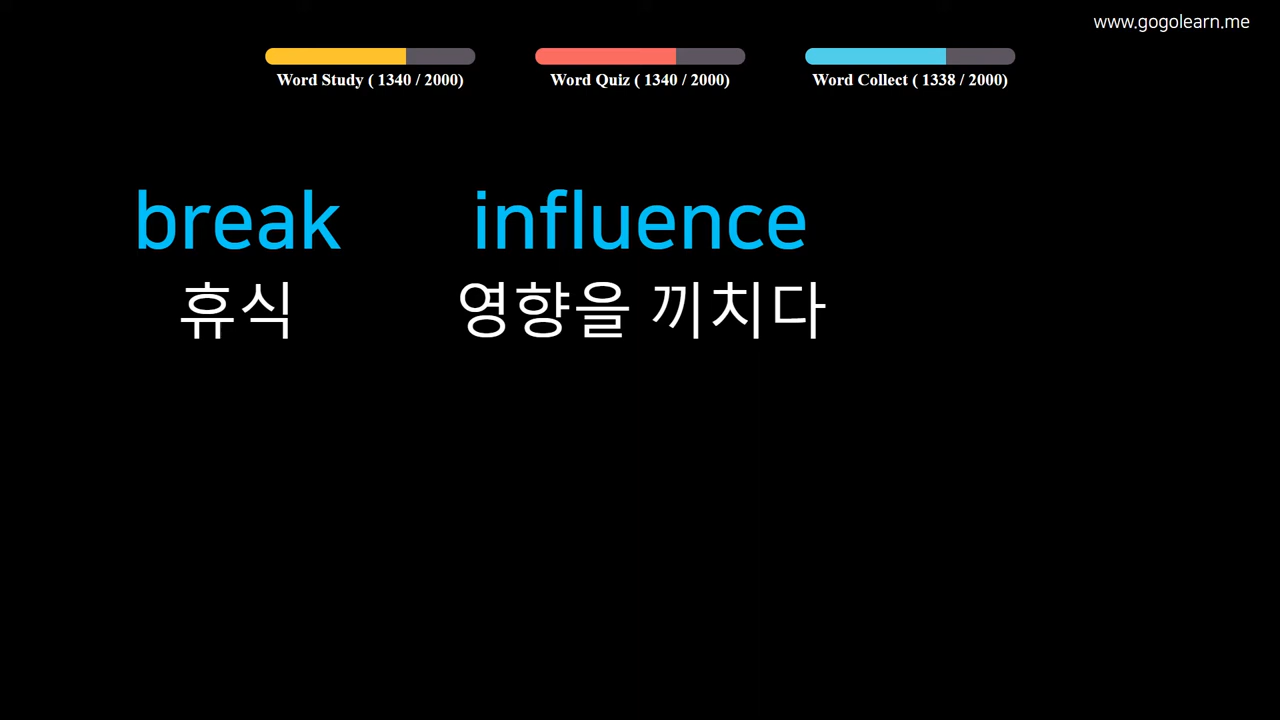 www.gogolearn.me
Word Study ( 1340 / 2000)
Word Quiz ( 1340 / 2000)
Word Collect ( 1338 / 2000)
break
휴식
influence
영향을 끼치다